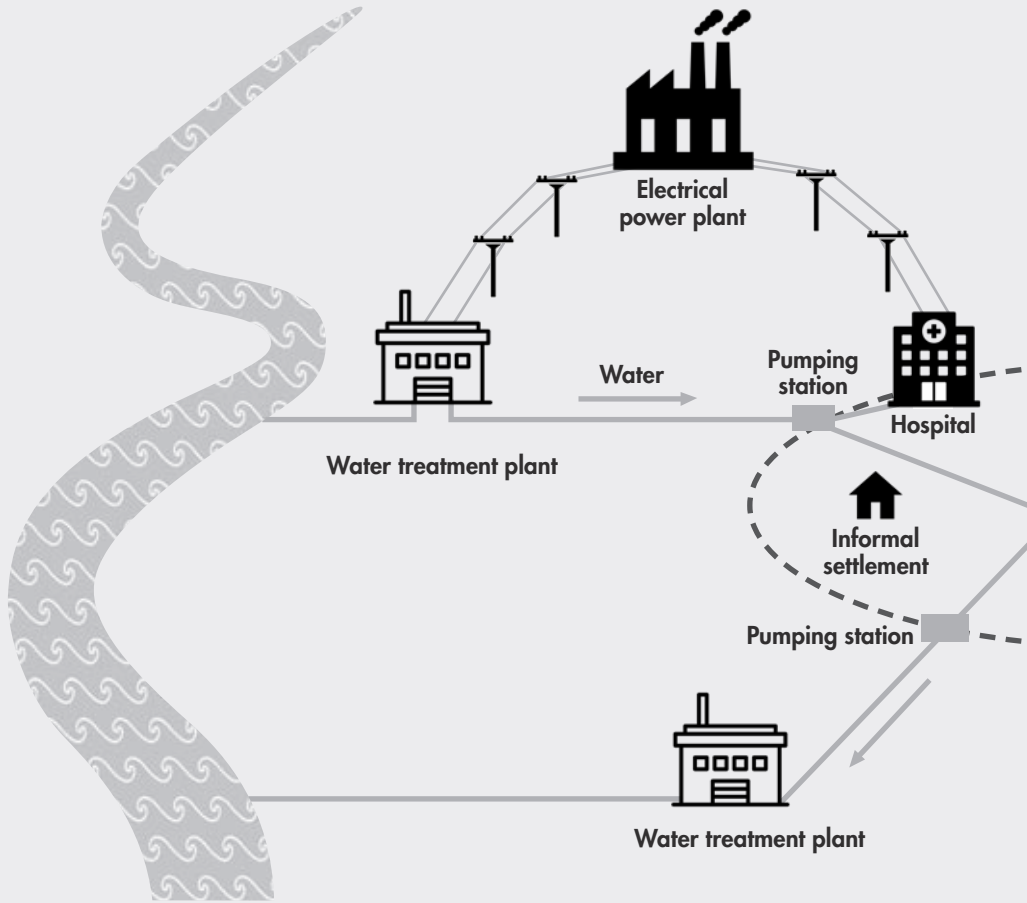 Electrical
power plant
Water
Pumping
station
Hospital
Water treatment plant
Informal
settlement
Pumping station
Water treatment plant